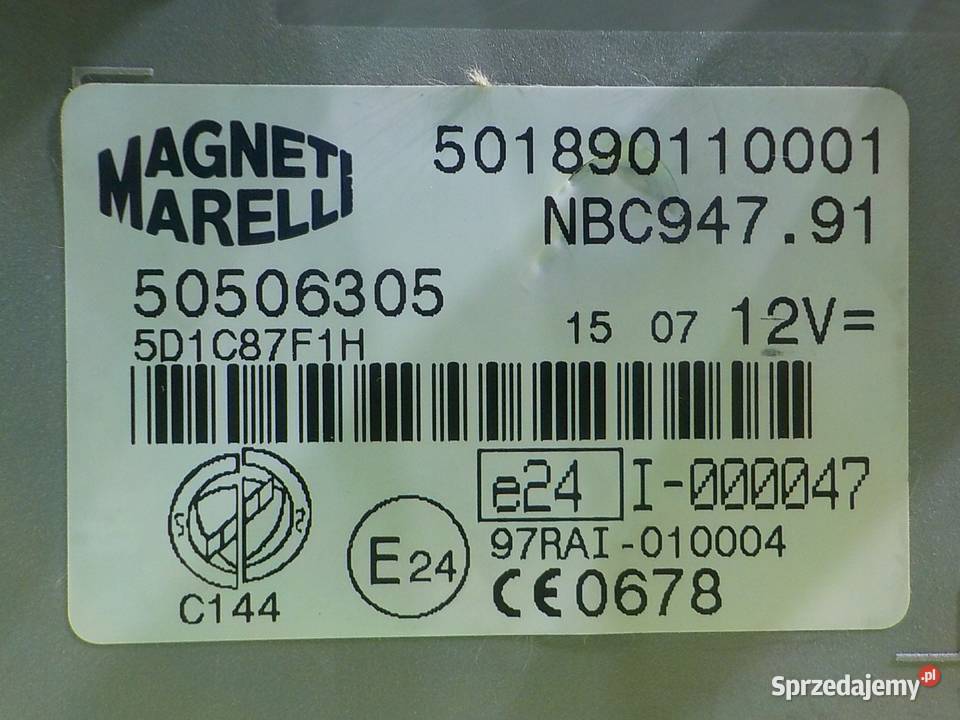 MAGNETI
MARELLI
501890110001
NBC947.91
50506305
5D1C87F1H
15 07 12V=
e24 I-000047
97RAI-010004
E24
CE0678
C144
Sprzedajemy.pl